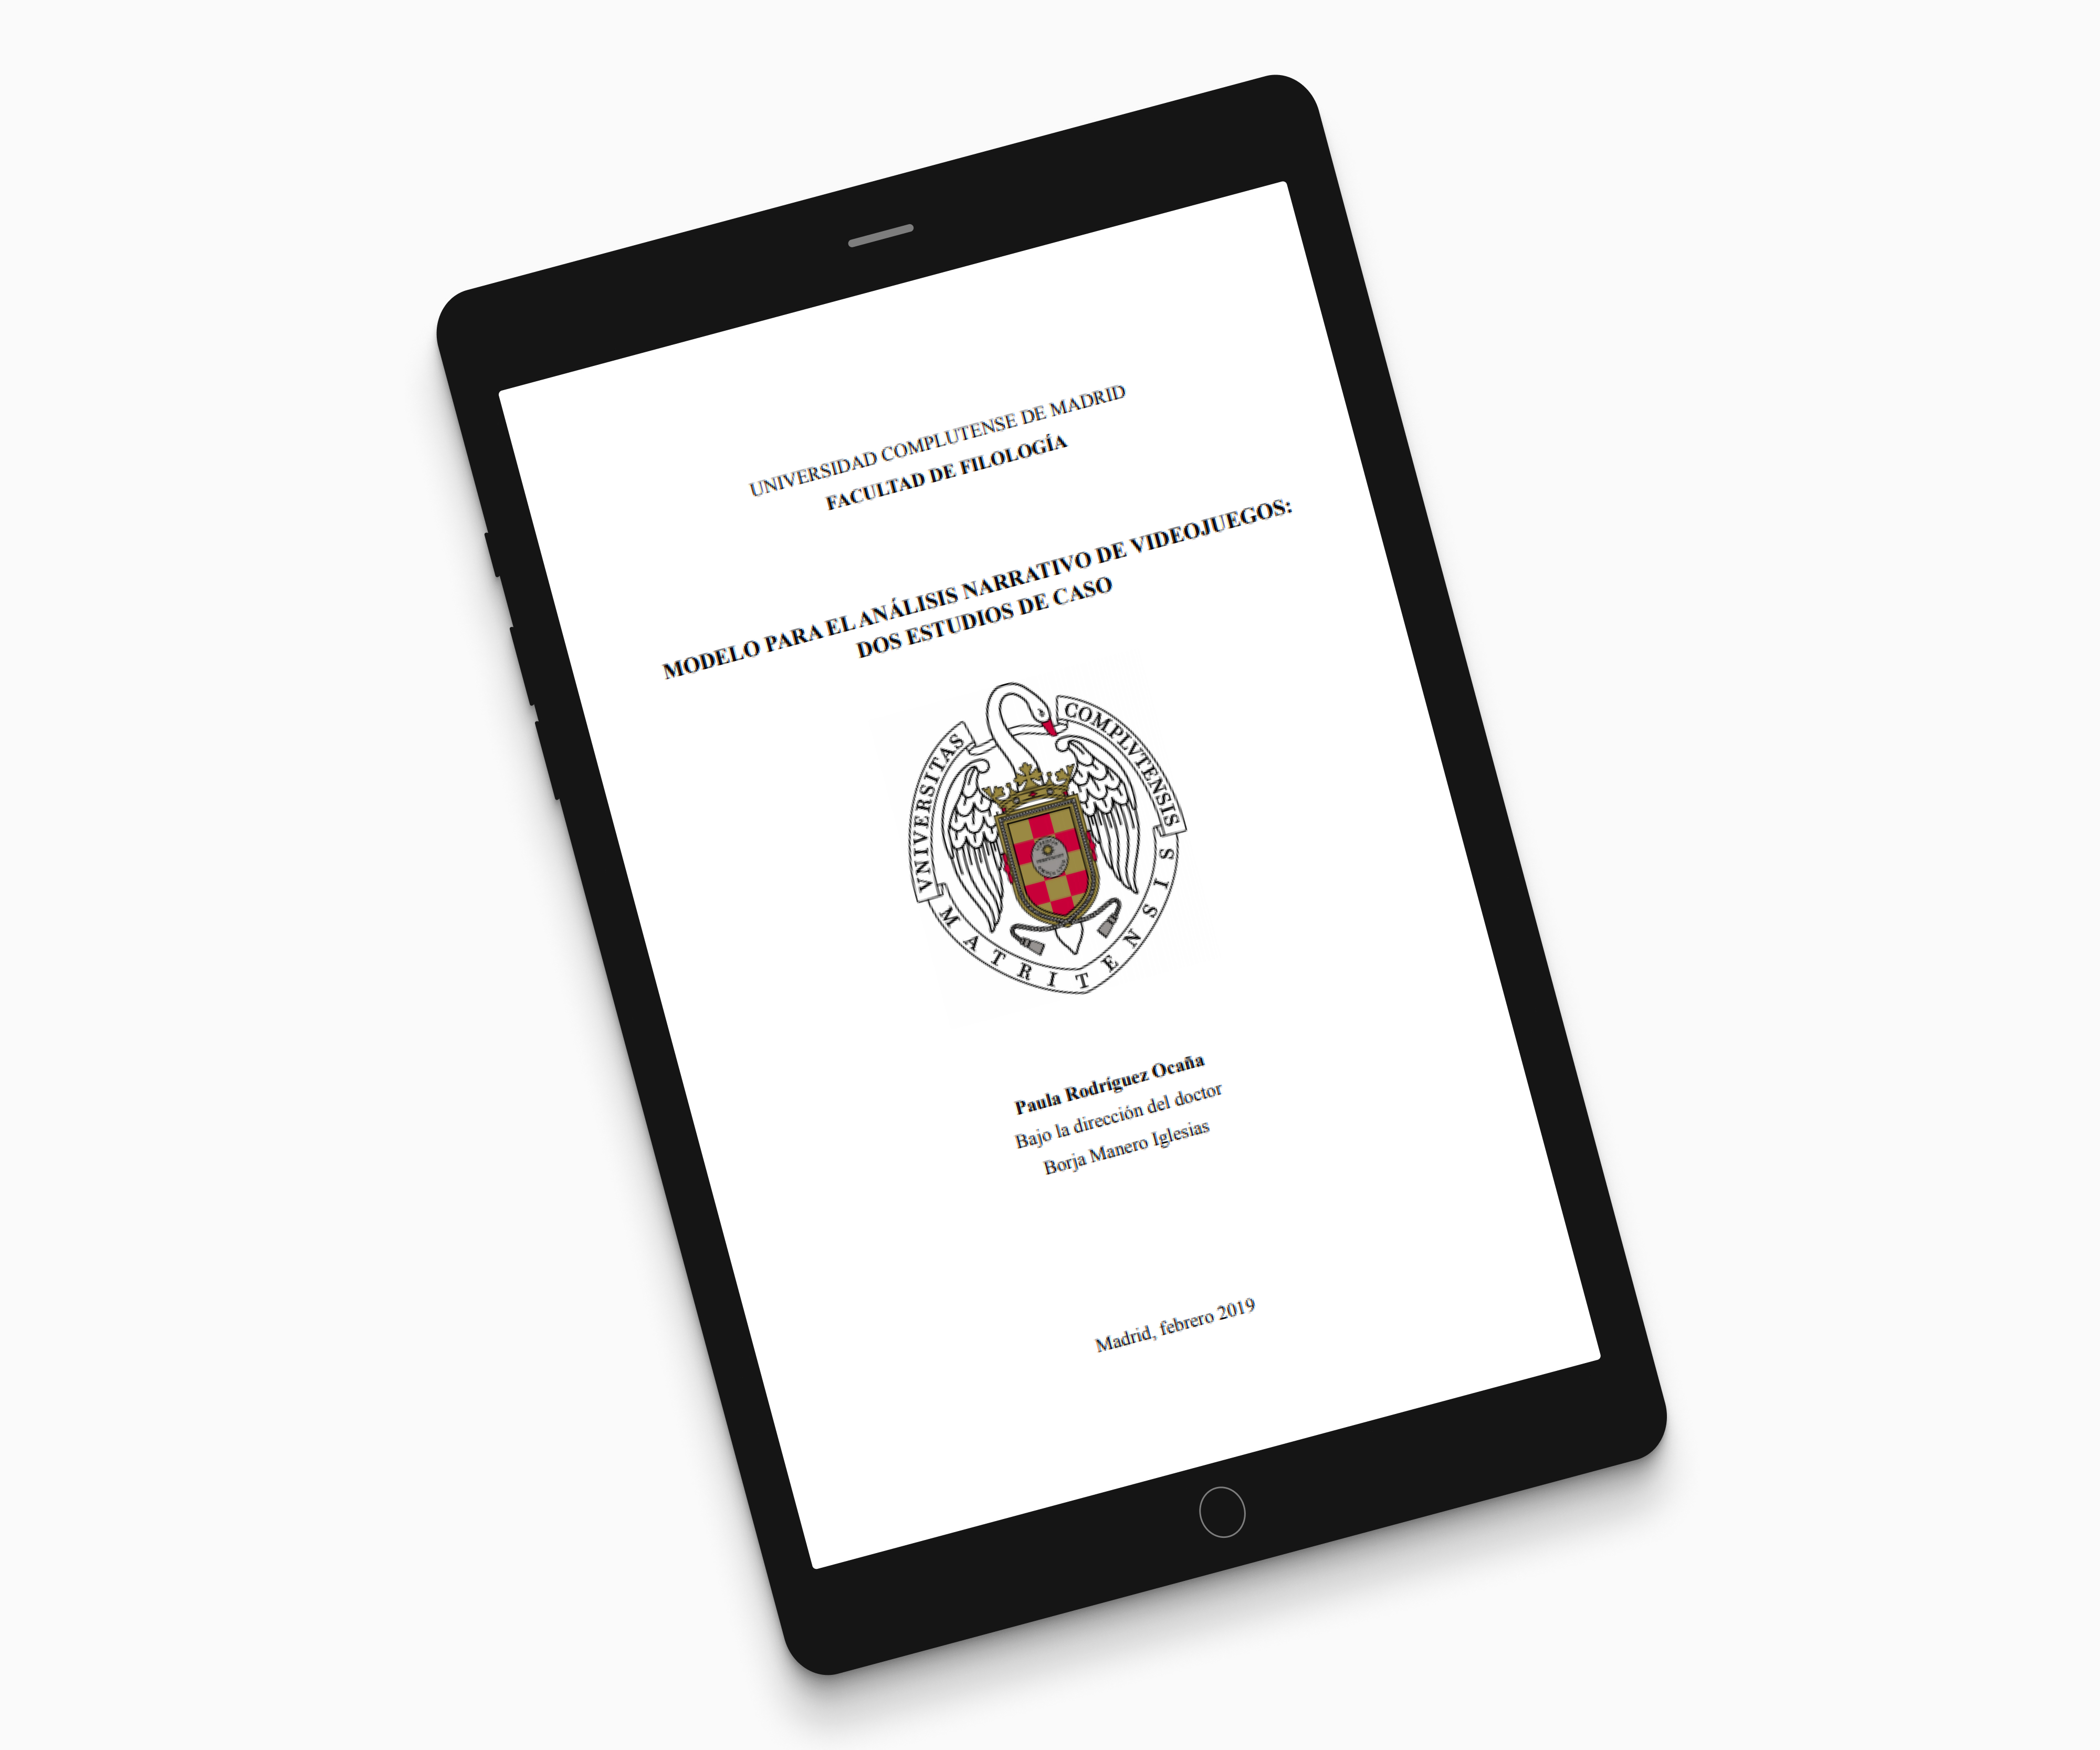 UNIVERSIDAD COMPLUTENSE DE MADRID
FACULTAD DE FILOLOGÍA
MODELO PARA EL ANÁLISIS NARRATIVO DE VIDEOJUEGOS:
DOS ESTUDIOS DE CASO
VNIVERSITAS COMPLVTENSIS
MATRITENSIS
Paula Rodríguez Ocaña
Bajo la dirección del doctor
Borja Manero Iglesias
Madrid, febrero 2019